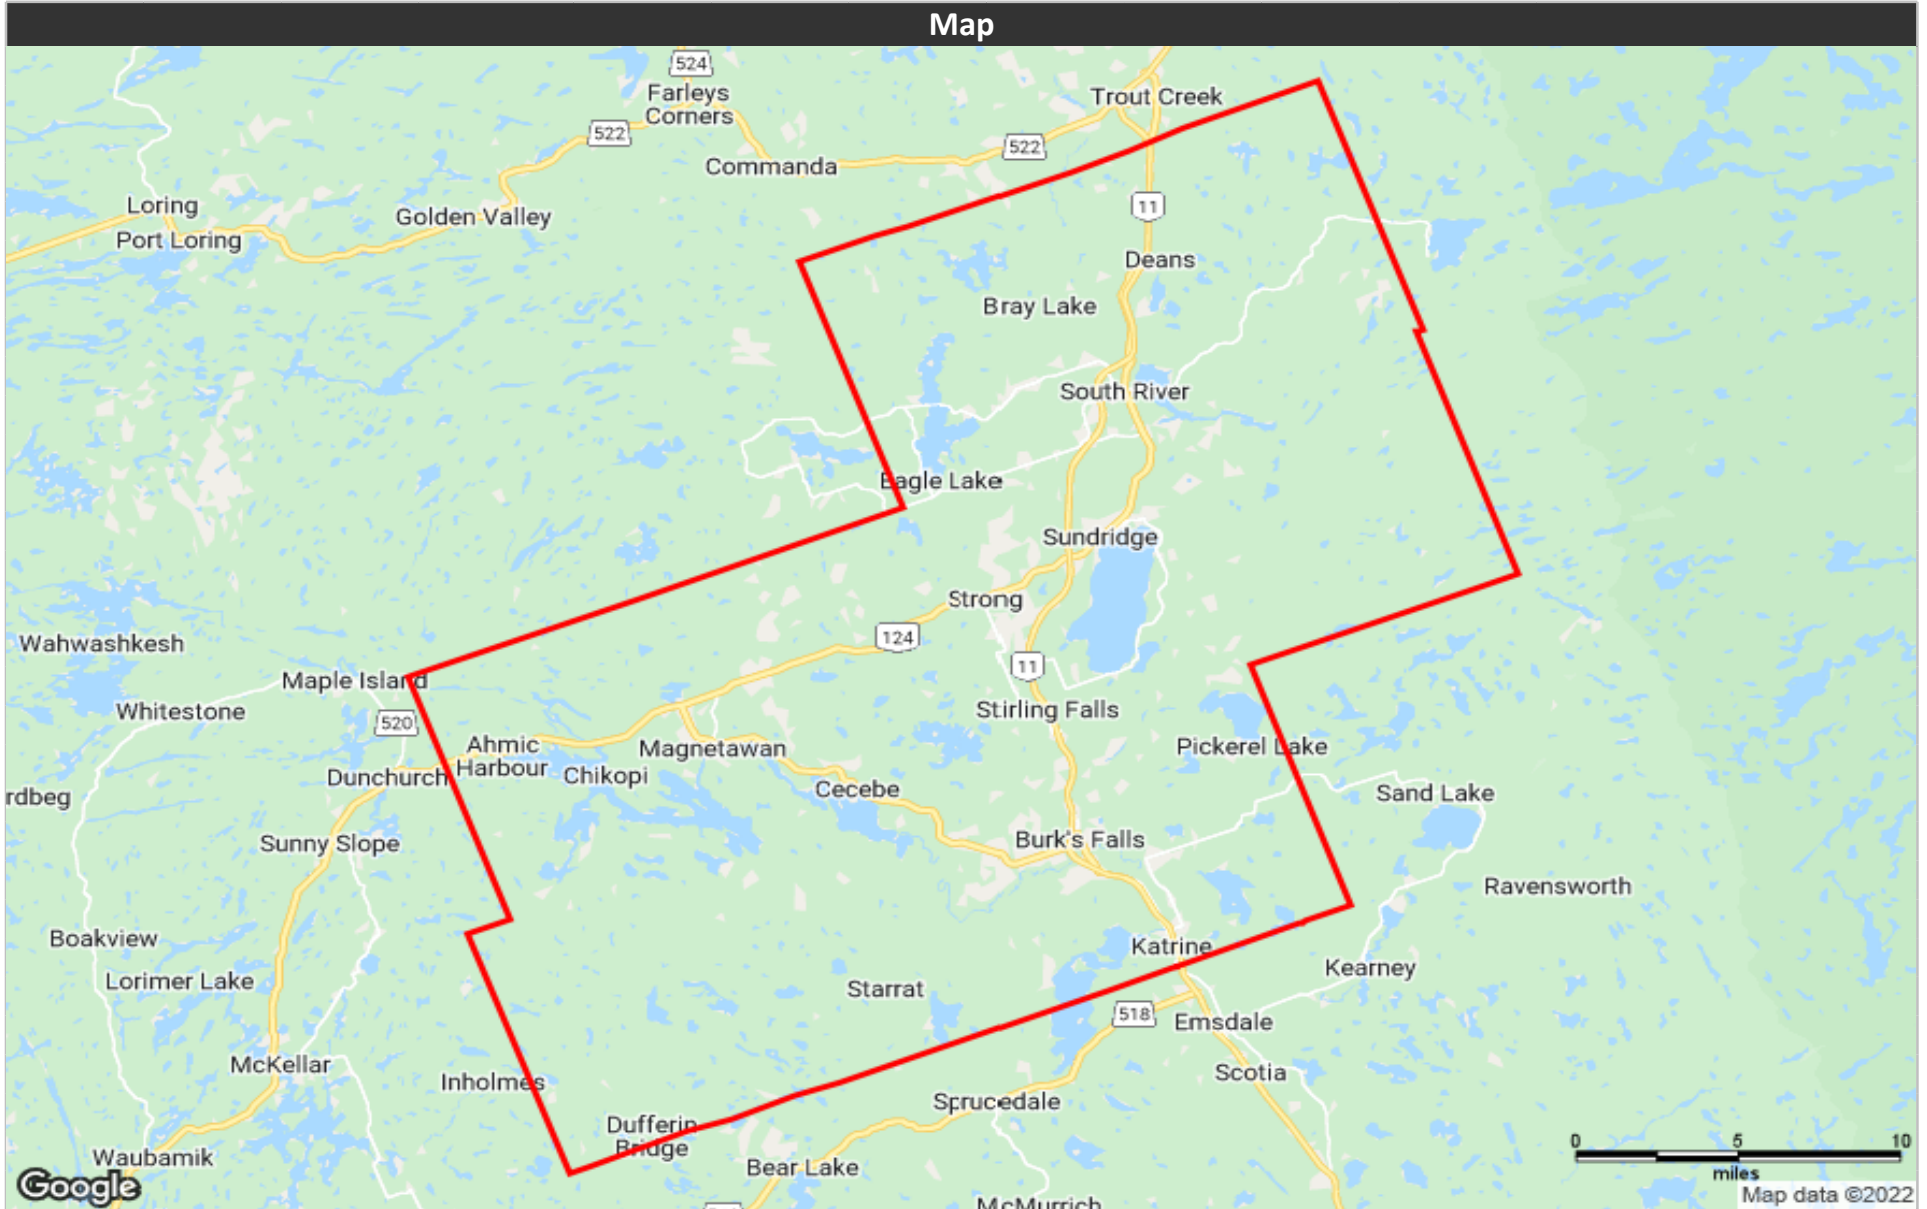 Map
524
Farleys
Corners
Trout Creek
522
522
Commanda
Loring
11
Golden Valley
Port Loring
Deans
Bray Lake
South River
Eagle Lake
Sundridge
Strong
124
Wahwashkesh
11
Maple Island
Whitestone
520
Stirling Falls
Ahmic
Harbour
Magnetawan
Pickerel Lake
Dunchurch
Chikopi
Cecebe
Sand Lake
rdbeg
Sunny Slope
Burk's Falls
Ravensworth
Boakview
Katrine
Kearney
Lorimer Lake
Starrat
518
Emsdale
McKellar
Inholmes
Scotia
Sprucedale
Dufferin
Bridge
Waubamik
Bear Lake
0 5 10
miles
Google
Map data ©2022
McMurrich